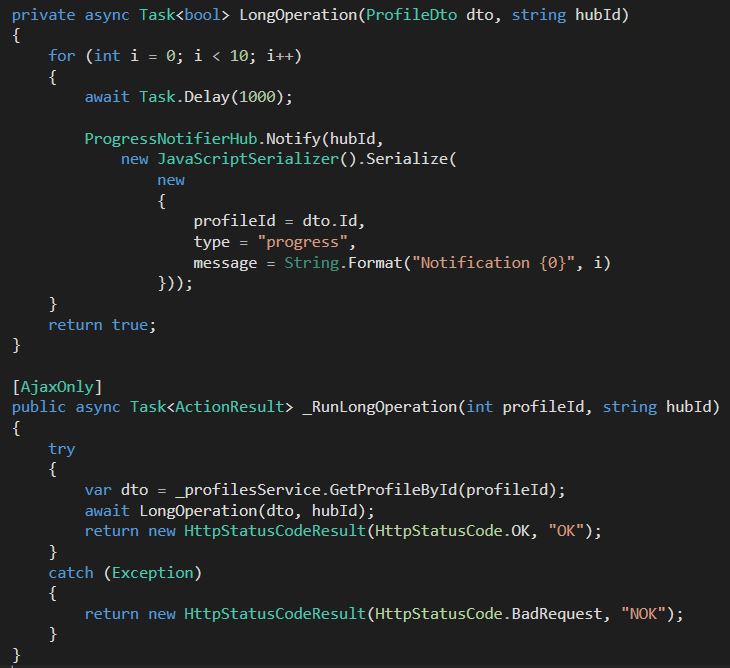 private async Task<bool> LongOperation(ProfileDto dto, string hubId)
{
    for (int i = 0; i < 10; i++)
    {
        await Task.Delay(1000);

        ProgressNotifierHub.Notify(hubId,
            new JavaScriptSerializer().Serialize(
                new
                {
                    profileId = dto.Id,
                    type = "progress",
                    message = String.Format("Notification {0}", i)
                }));
    }
    return true;
}

[AjaxOnly]
public async Task<ActionResult> _RunLongOperation(int profileId, string hubId)
{
    try
    {
        var dto = _profilesService.GetProfileById(profileId);
        await LongOperation(dto, hubId);
        return new HttpStatusCodeResult(HttpStatusCode.OK, "OK");
    }
    catch (Exception)
    {
        return new HttpStatusCodeResult(HttpStatusCode.BadRequest, "NOK");
    }
}